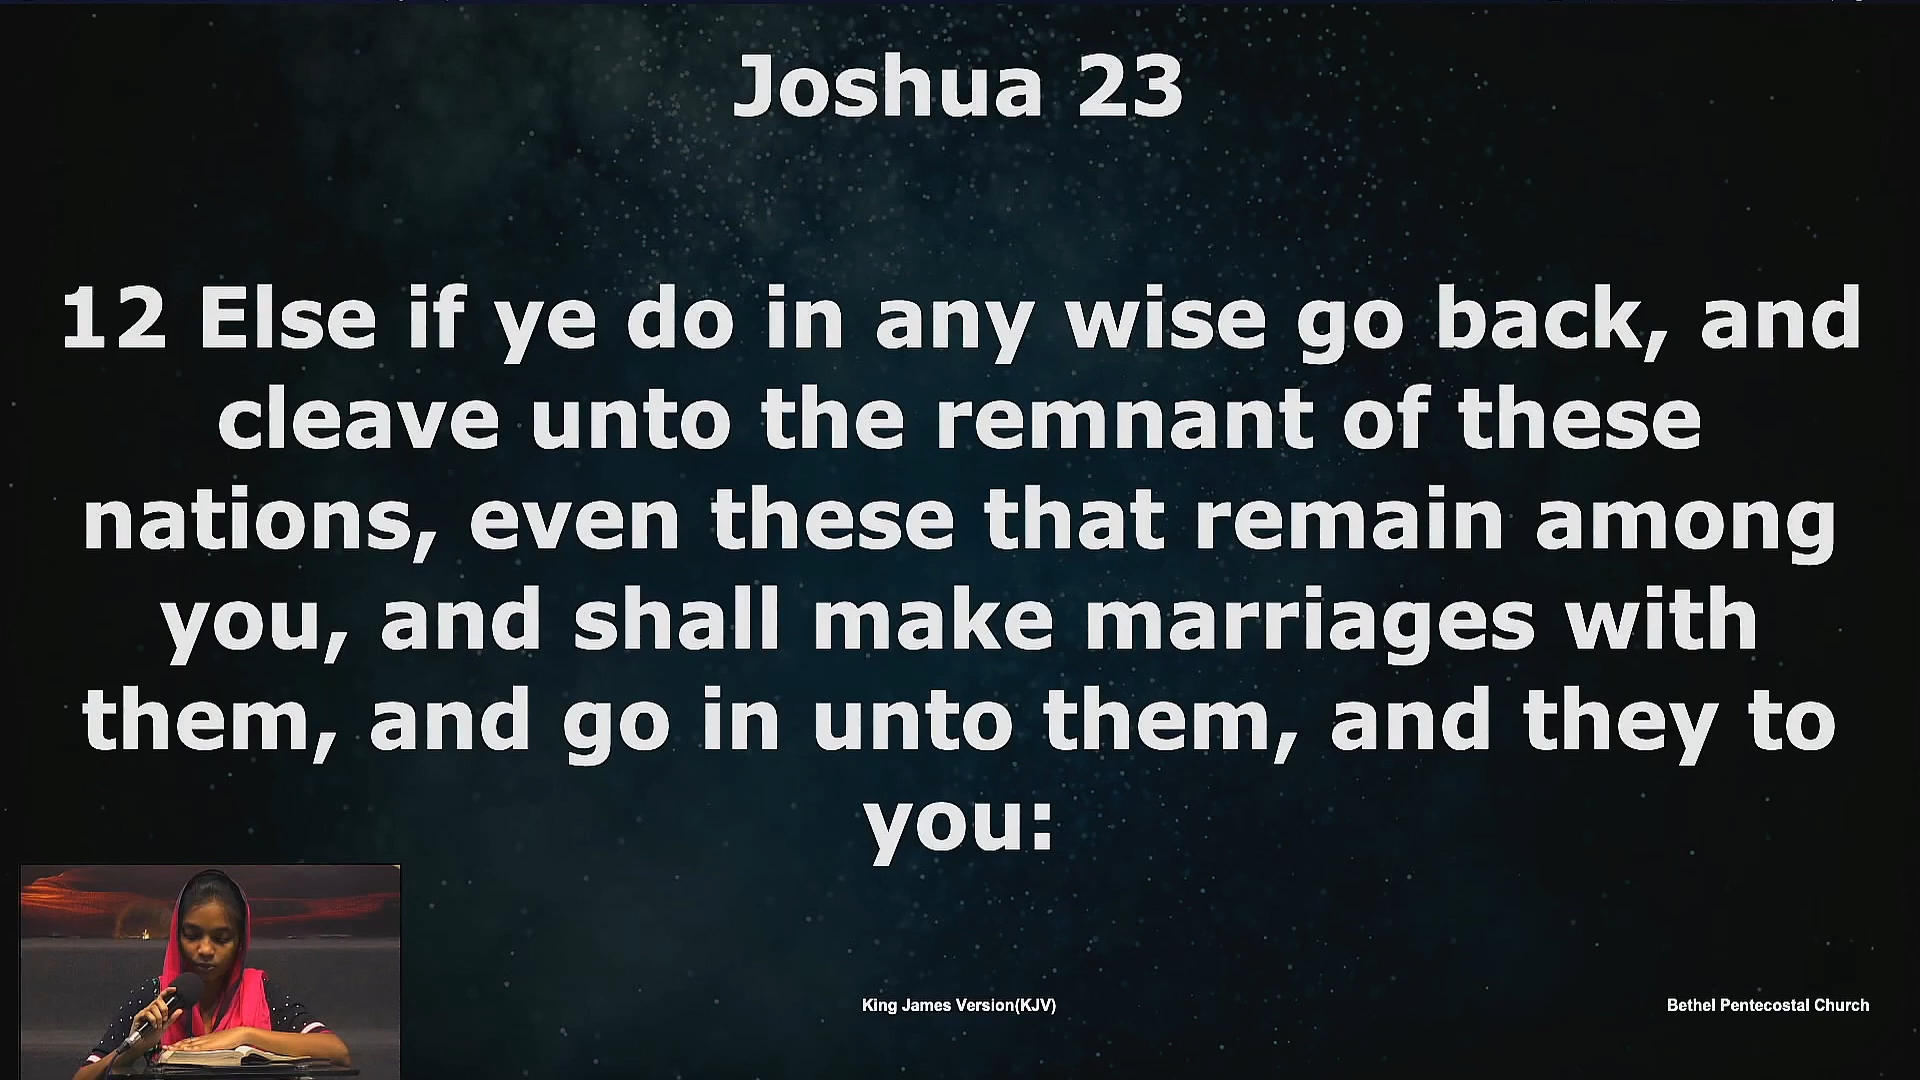 Joshua 23
12 Else if ye do in any wise go back, and
cleave unto the remnant of these
nations, even these that remain among
you, and shall make marriages with
them, and go in unto them, and they to
you:
King James Version(KJV)
Bethel Pentecostal Church